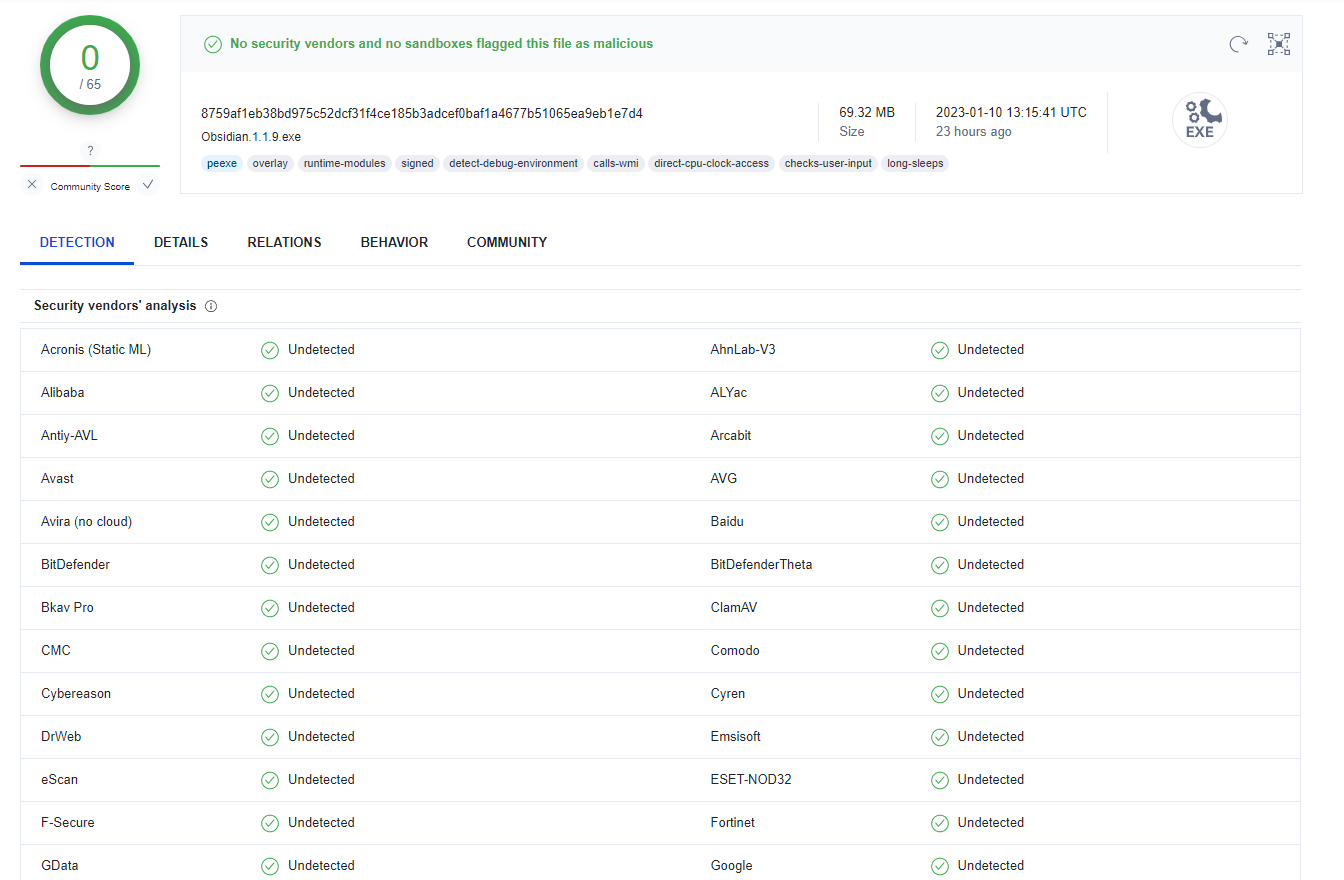 0
/ 65
?
Community Score
No security vendors and no sandboxes flagged this file as malicious
8759af1eb38bd975c52dcf31f4ce185b3adcef0baf1a4677b51065ea9eb1e7d4
Obsidian.1.1.9.exe
peexe overlay runtime-modules signed detect-debug-environment calls-wmi direct-cpu-clock-access checks-user-input long-sleeps
69.32 MB
Size
2023-01-10 13:15:41 UTC
23 hours ago
EXE
DETECTION DETAILS RELATIONS BEHAVIOR COMMUNITY
Security vendors' analysis
Acronis (Static ML) Undetected AhnLab-V3 Undetected
Alibaba Undetected ALYac Undetected
Antiy-AVL Undetected Arcabit Undetected
Avast Undetected AVG Undetected
Avira (no cloud) Undetected Baidu Undetected
BitDefender Undetected BitDefenderTheta Undetected
Bkav Pro Undetected ClamAV Undetected
CMC Undetected Comodo Undetected
Cybereason Undetected Cyren Undetected
DrWeb Undetected Emsisoft Undetected
eScan Undetected ESET-NOD32 Undetected
F-Secure Undetected Fortinet Undetected
GData Undetected Google Undetected